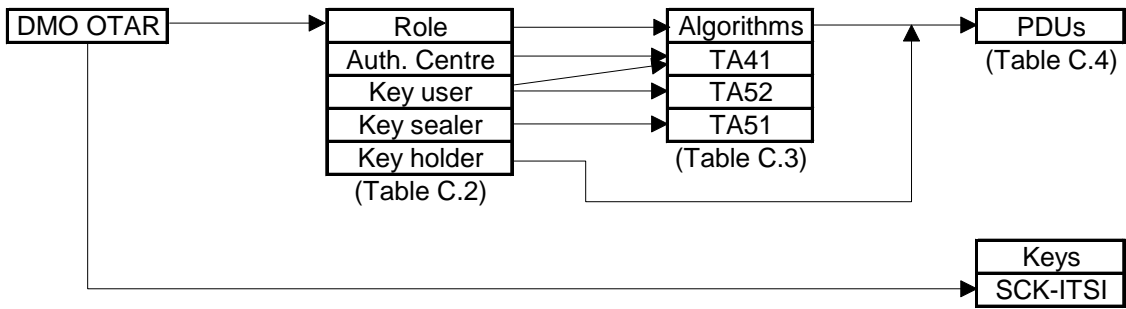 DMO OTAR
Role
Auth. Centre
Key user
Key sealer
Key holder
(Table C.2)
Algorithms
TA41
TA52
TA51
(Table C.3)
PDUs
(Table C.4)
Keys
SCK-ITSI